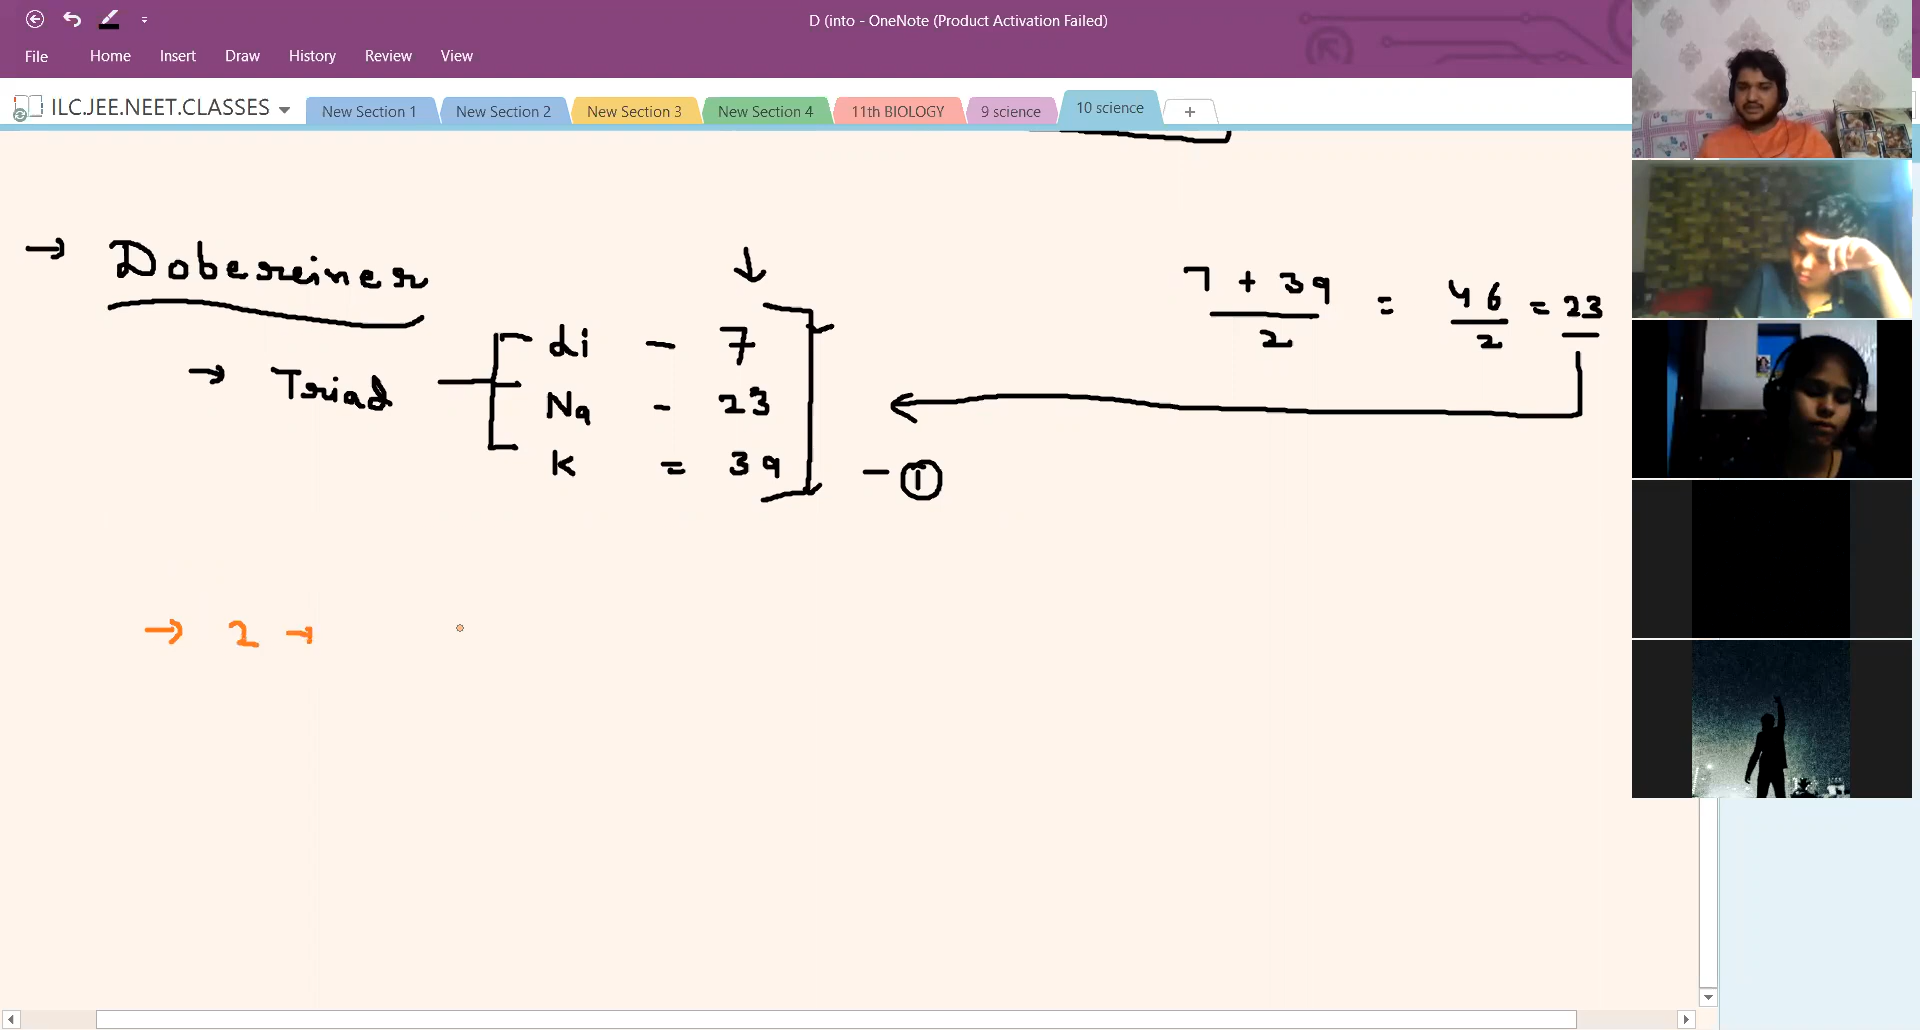 D (into - OneNote (Product Activation Failed)
File Home Insert Draw History Review View
ILC.JEE.NEET.CLASSES New Section 1 New Section 2 New Section 3 New Section 4 11th BIOLOGY 9 science 10 science +
→ Dobereiner ↓
7 + 39 / 2 = 46 / 2 = 23
→ Triad
Li - 7
Na - 23
K = 39 - ①
→ 2 →